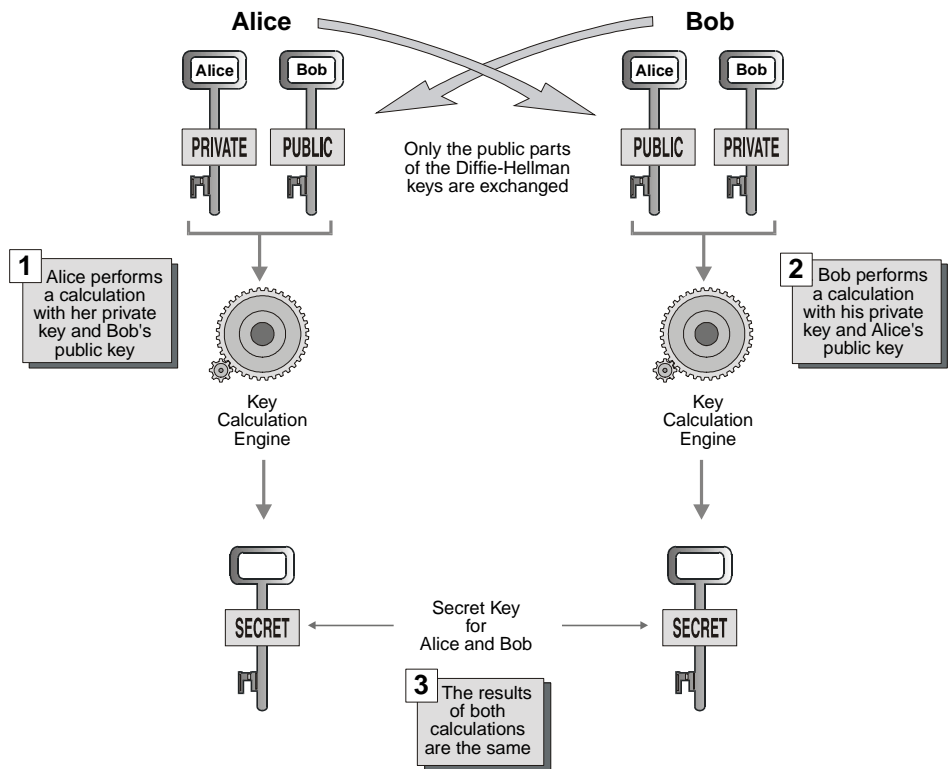 Alice
Bob
Alice
Bob
Alice
Bob
PRIVATE
PUBLIC
PUBLIC
PRIVATE
Only the public parts
of the Diffie-Hellman
keys are exchanged
1
Alice performs
a calculation
with her private
key and Bob's
public key
2
Bob performs
a calculation
with his private
key and Alice's
public key
Key
Calculation
Engine
Key
Calculation
Engine
SECRET
Secret Key
for
Alice and Bob
SECRET
3
The results
of both
calculations
are the same